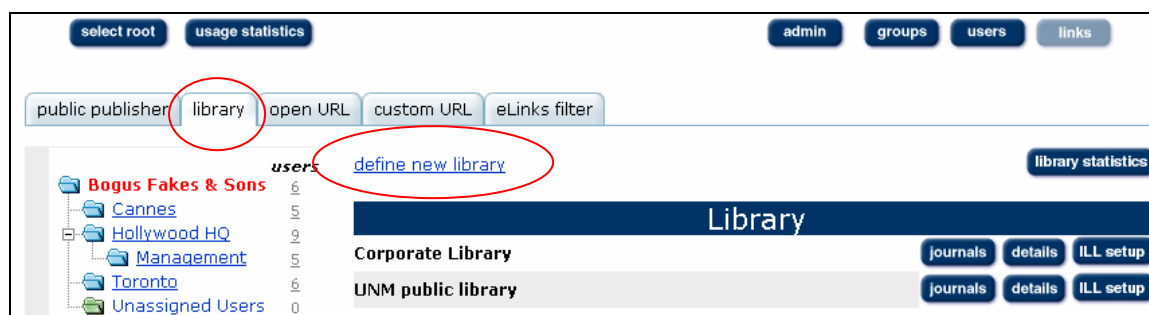 select root usage statistics admin groups users links
public publisher library open URL custom URL eLinks filter
users
Bogus Fakes & Sons 6
Cannes 5
Hollywood HQ 9
Management 5
Toronto 6
Unassigned Users 0
define new library library statistics
Library
Corporate Library journals details ILL setup
UNM public library journals details ILL setup